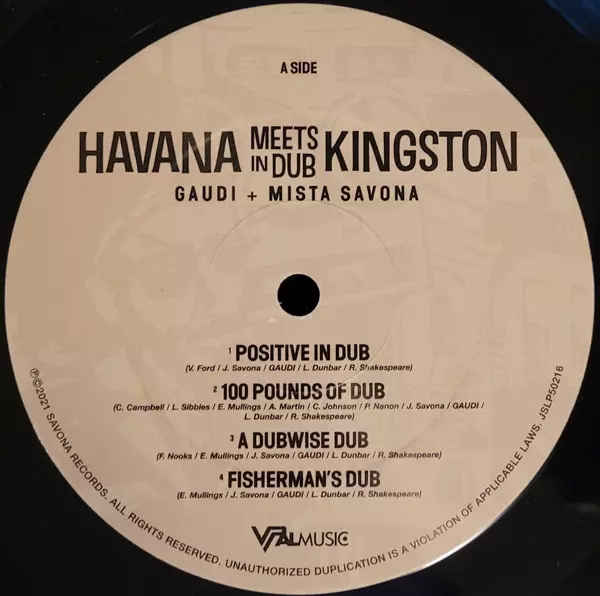 A SIDE
HAVANA MEETS IN DUB KINGSTON
GAUDI + MISTA SAVONA
1 POSITIVE IN DUB
(V. Ford / J. Savona / GAUDI / L. Dunbar / R. Shakespeare)
2 100 POUNDS OF DUB
(C. Campbell / L. Sibbles / E. Mullings / A. Martin / C. Johnson / P. Nanon / J. Savona / GAUDI /
L. Dunbar / R. Shakespeare)
3 A DUBWISE DUB
(F. Nooks / E. Mullings / J. Savona / GAUDI / L. Dunbar / R. Shakespeare)
4 FISHERMAN'S DUB
(E. Mullings / J. Savona / GAUDI / L. Dunbar / R. Shakespeare)
VITAL MUSIC
℗©2021 SAVONA RECORDS. ALL RIGHTS RESERVED. UNAUTHORIZED DUPLICATION IS A VIOLATION OF APPLICABLE LAWS. JSLP50216